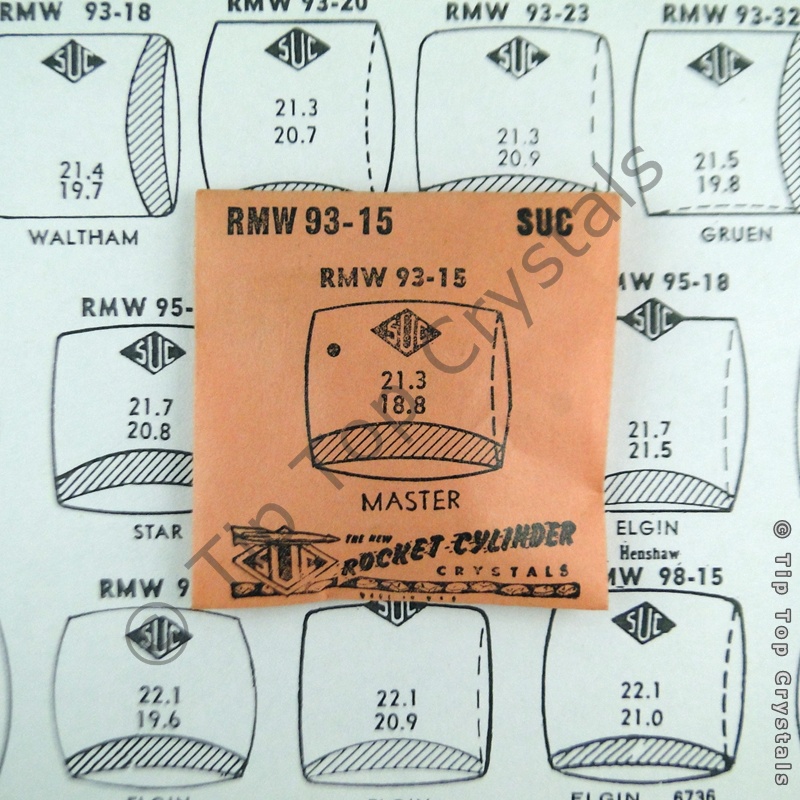 RMW 93-18
RMW 93-20
RMW 93-23
RMW 93-32
SUC
SUC
SUC
SUC
21.4
19.7
21.3
20.7
21.3
20.9
21.5
19.8
WALTHAM
GRUEN
RMW 93-15 SUC
RMW 93-15
SUC
21.3
18.8
MASTER
THE NEW
ROCKET-CYLINDER
CRYSTALS
SUC
RMW 95-
SUC
21.7
20.8
STAR
MW 95-18
SUC
21.7
21.5
ELGIN
Henshaw
RMW 9
SUC
22.1
19.6
ELGIN
SUC
22.1
20.9
ELGIN
MW 98-15
SUC
22.1
21.0
ELGIN 6736
© Tip Top Crystals
© Tip Top Crystals